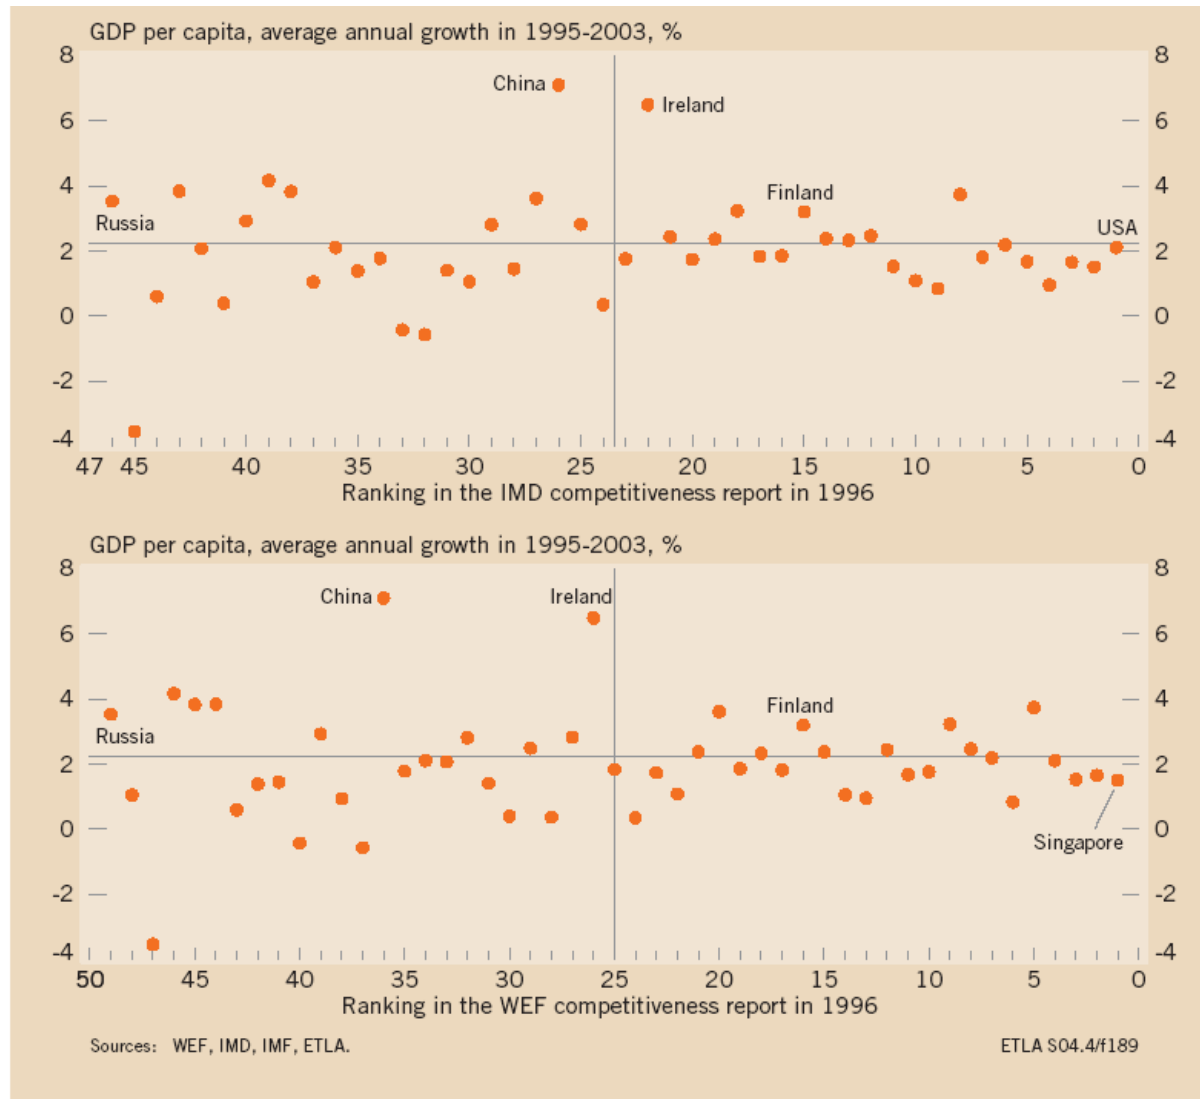 GDP per capita, average annual growth in 1995-2003, %
8 8
China
Ireland
6 6
4 4
Finland
Russia
USA
2 2
0 0
-2 -2
-4 -4
47 45 40 35 30 25 20 15 10 5 0
Ranking in the IMD competitiveness report in 1996
GDP per capita, average annual growth in 1995-2003, %
8 8
China Ireland
6 6
4 4
Finland
Russia
2 2
0 0
Singapore
-2 -2
-4 -4
50 45 40 35 30 25 20 15 10 5 0
Ranking in the WEF competitiveness report in 1996
Sources: WEF, IMD, IMF, ETLA. ETLA S04.4/f189